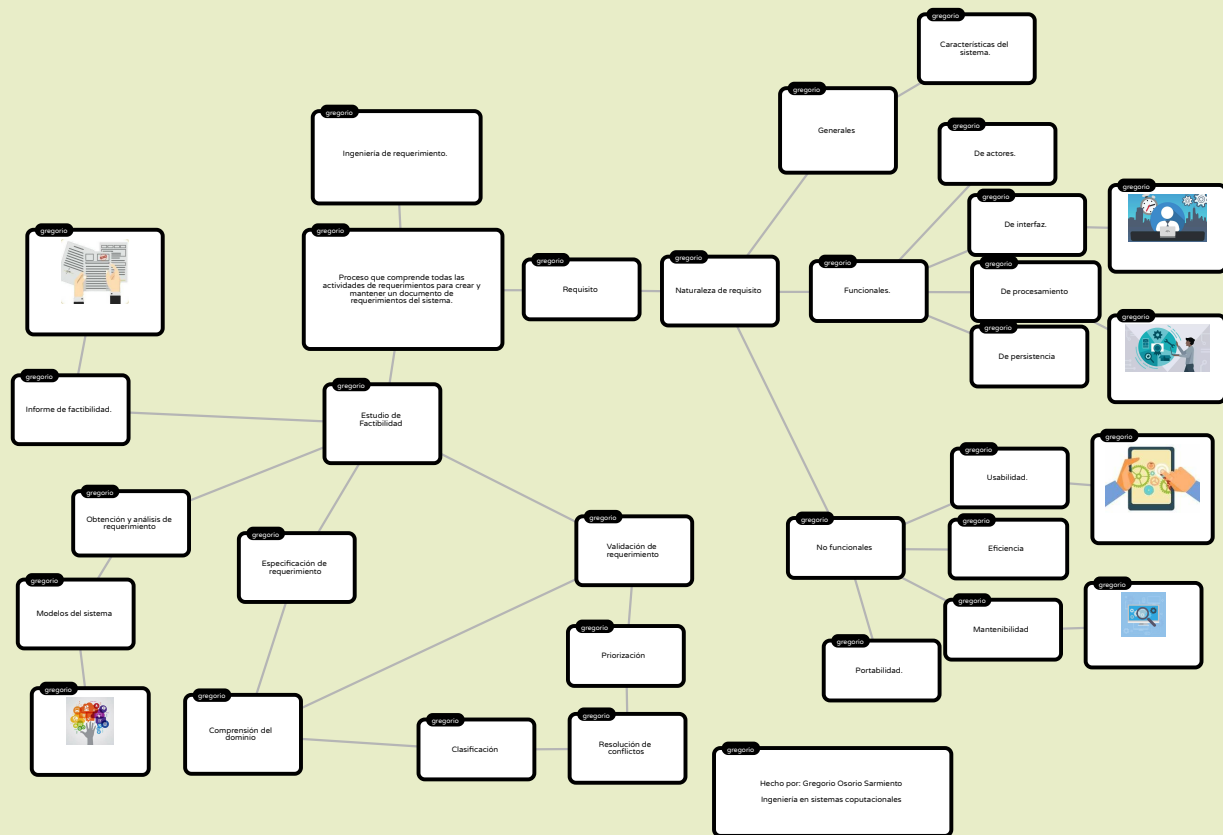 gregorio
Características del
sistema.
gregorio
Generales
gregorio
Ingeniería de requerimiento.
gregorio
De actores.
gregorio
gregorio
De interfaz.
gregorio
gregorio
Proceso que comprende todas las
actividades de requerimientos para crear y
mantener un documento de
requerimientos del sistema.
gregorio
Requisito
gregorio
Naturaleza de requisito
gregorio
Funcionales.
gregorio
De procesamiento
gregorio
gregorio
De persistencia
gregorio
Informe de factibilidad.
gregorio
Estudio de
Factibilidad
gregorio
Usabilidad.
gregorio
gregorio
Obtención y análisis de
requerimiento
gregorio
Especificación de
requerimiento
gregorio
Validación de
requerimiento
gregorio
No funcionales
gregorio
Eficiencia
gregorio
Modelos del sistema
gregorio
Mantenibilidad
gregorio
gregorio
Priorización
gregorio
Portabilidad.
gregorio
gregorio
Comprensión del
dominio
gregorio
Clasificación
gregorio
Resolución de
conflictos
gregorio
Hecho por: Gregorio Osorio Sarmiento
Ingeniería en sistemas coputacionales